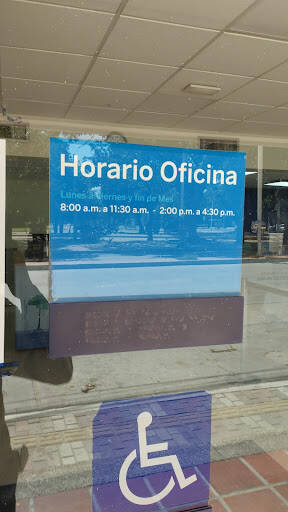 Horario Oficina
Lunes a Viernes y fin de Mes
8:00 a.m. a 11:30 a.m. - 2:00 p.m. a 4:30 p.m.